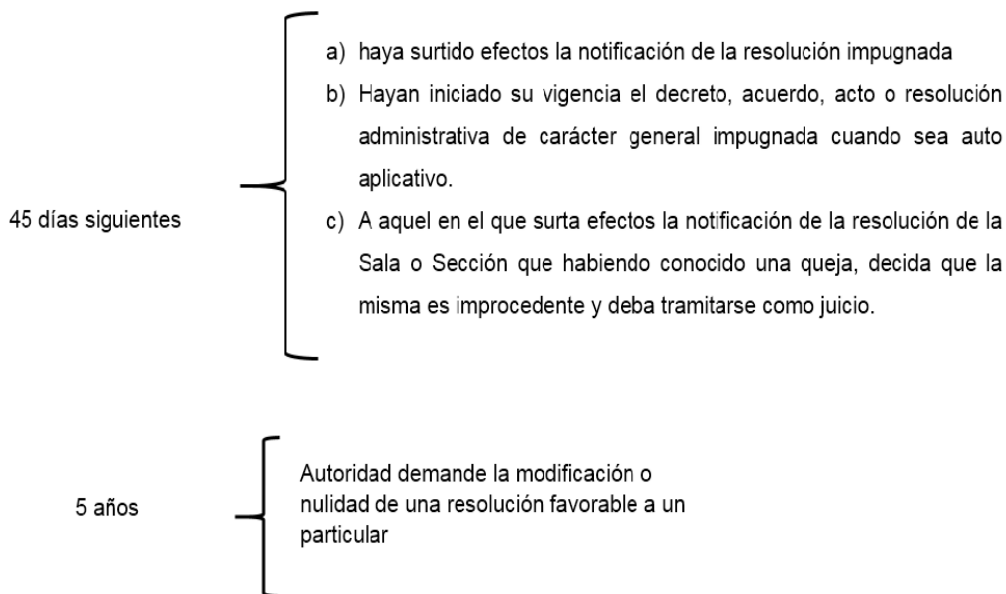 45 días siguientes
a) haya surtido efectos la notificación de la resolución impugnada
b) Hayan iniciado su vigencia el decreto, acuerdo, acto o resolución
administrativa de carácter general impugnada cuando sea auto
aplicativo.
c) A aquel en el que surta efectos la notificación de la resolución de la
Sala o Sección que habiendo conocido una queja, decida que la
misma es improcedente y deba tramitarse como juicio.
5 años
Autoridad demande la modificación o
nulidad de una resolución favorable a un
particular